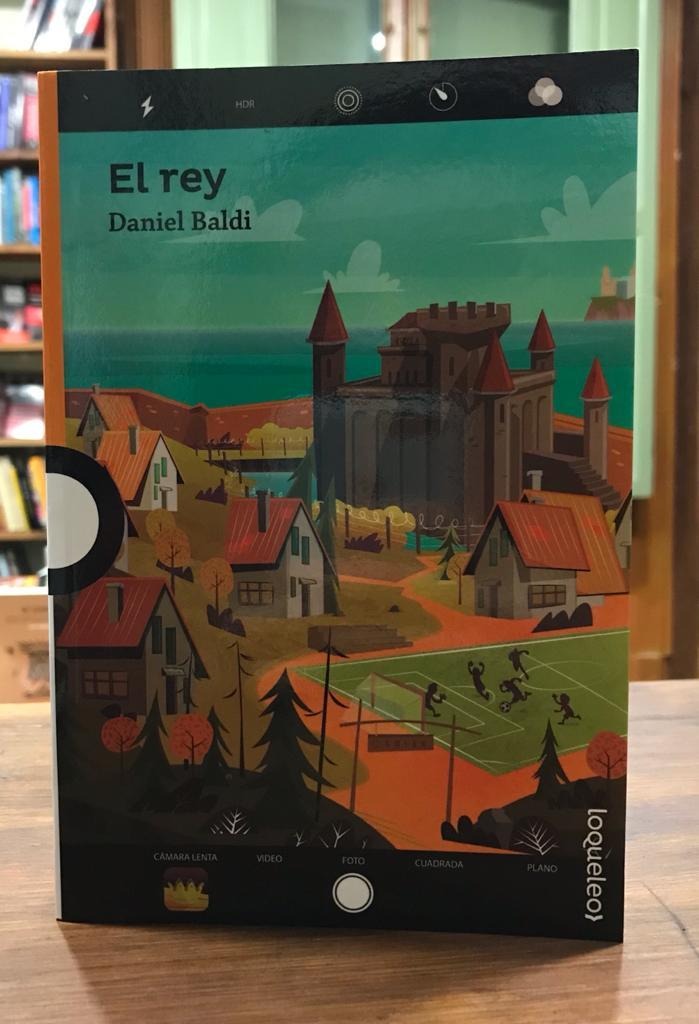 HDR
El rey
Daniel Baldi
CÁMARA LENTA
VIDEO
FOTO
CUADRADA
PLANO
loqueleo